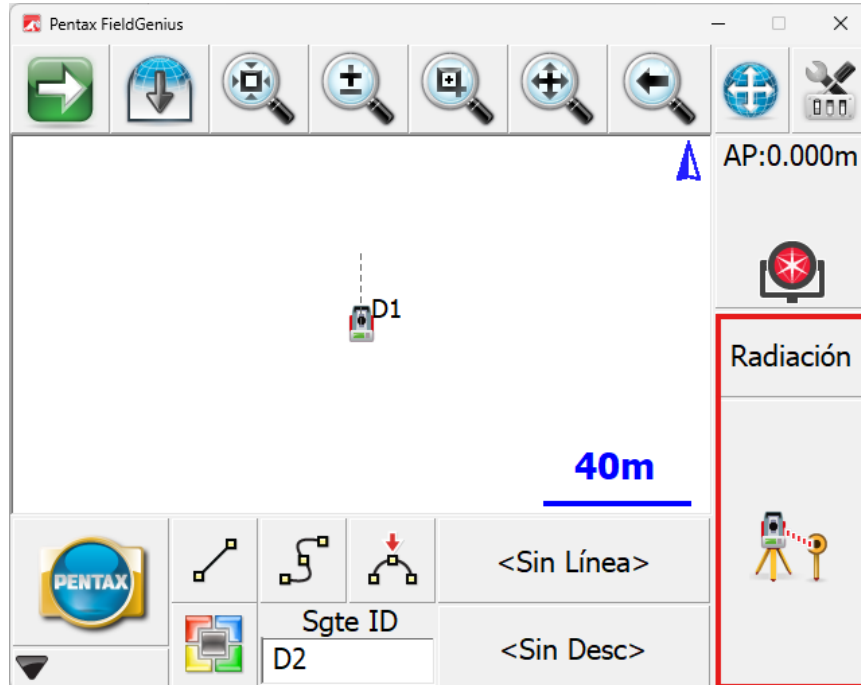 Pentax FieldGenius
AP:0.000m
D1
Radiación
40m
PENTAX
<Sin Línea>
Sgte ID
D2
<Sin Desc>